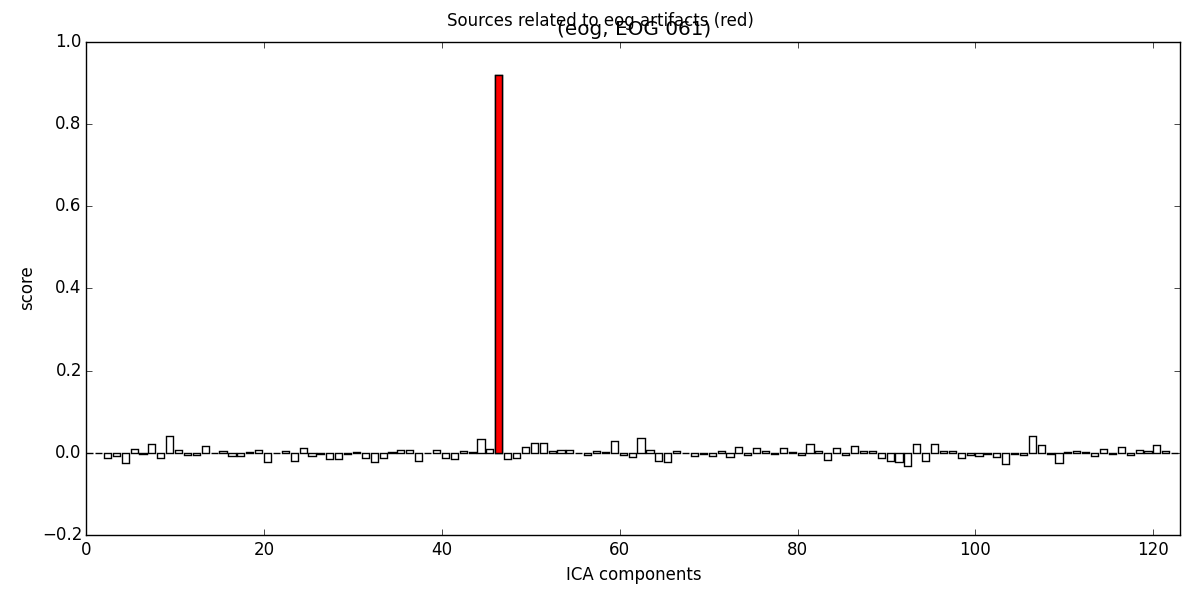 Sources related to eog artifacts (red)
(eog, EOG 061)
1.0
0.8
0.6
0.4
0.2
0.0
−0.2
score
0 20 40 60 80 100 120
ICA components